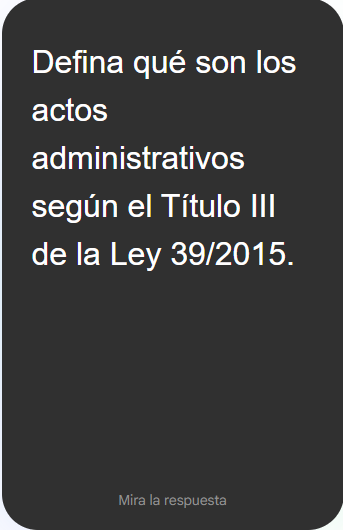 Defina qué son los
actos
administrativos
según el Título III
de la Ley 39/2015.
Mira la respuesta